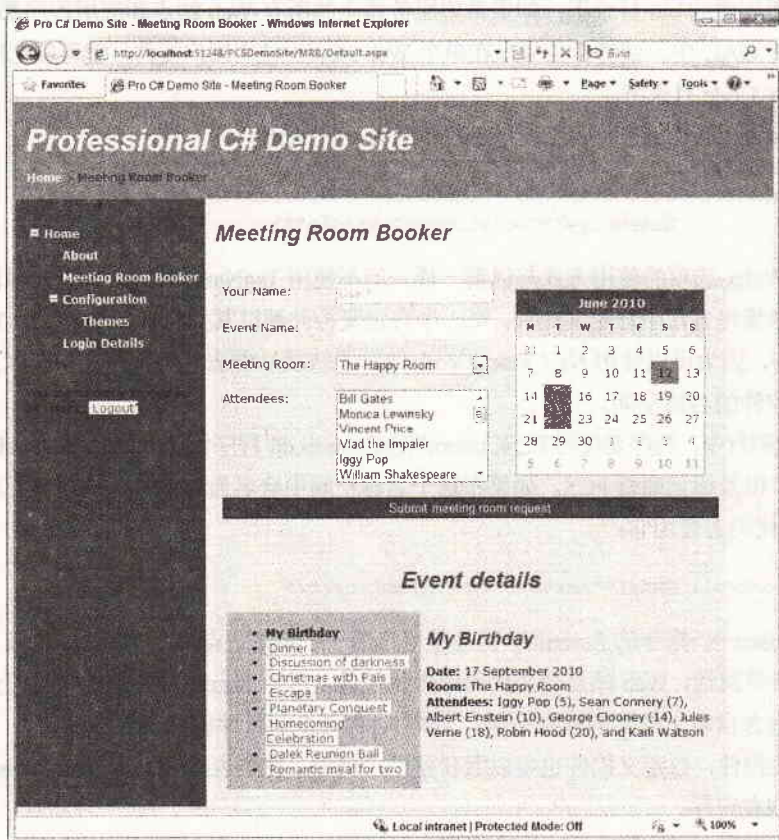 Pro C# Demo Site - Meeting Room Booker - Windows Internet Explorer
http://localhost:51248/PCSDemoSite/MRB/Default.aspx
Favorites Pro C# Demo Site - Meeting Room Booker Page Safety Tools
Professional C# Demo Site
Home > Meeting Room Booker
Home
About
Meeting Room Booker
Configuration
Themes
Login Details
Logout
Meeting Room Booker
Your Name:
Event Name:
Meeting Room: The Happy Room
Attendees: Bill Gates
Monica Lewinsky
Vincent Price
Vlad the Impaler
Iggy Pop
William Shakespeare
June 2010
M T W T F S S
31 1 2 3 4 5 6
7 8 9 10 11 12 13
14 16 17 18 19 20
21 23 24 25 26 27
28 29 30 1 2 3 4
5 6 7 8 9 10 11
Submit meeting room request
Event details
My Birthday
Dinner
Discussion of darkness
Christmas with Pals
Escape
Planetary Conquest
Homecoming
Celebration
Dalek Reunion Ball
Romantic meal for two
My Birthday
Date: 17 September 2010
Room: The Happy Room
Attendees: Iggy Pop (5), Sean Connery (7),
Albert Einstein (10), George Clooney (14), Jules
Verne (18), Robin Hood (20), and Karli Watson
Local intranet | Protected Mode: Off 100%